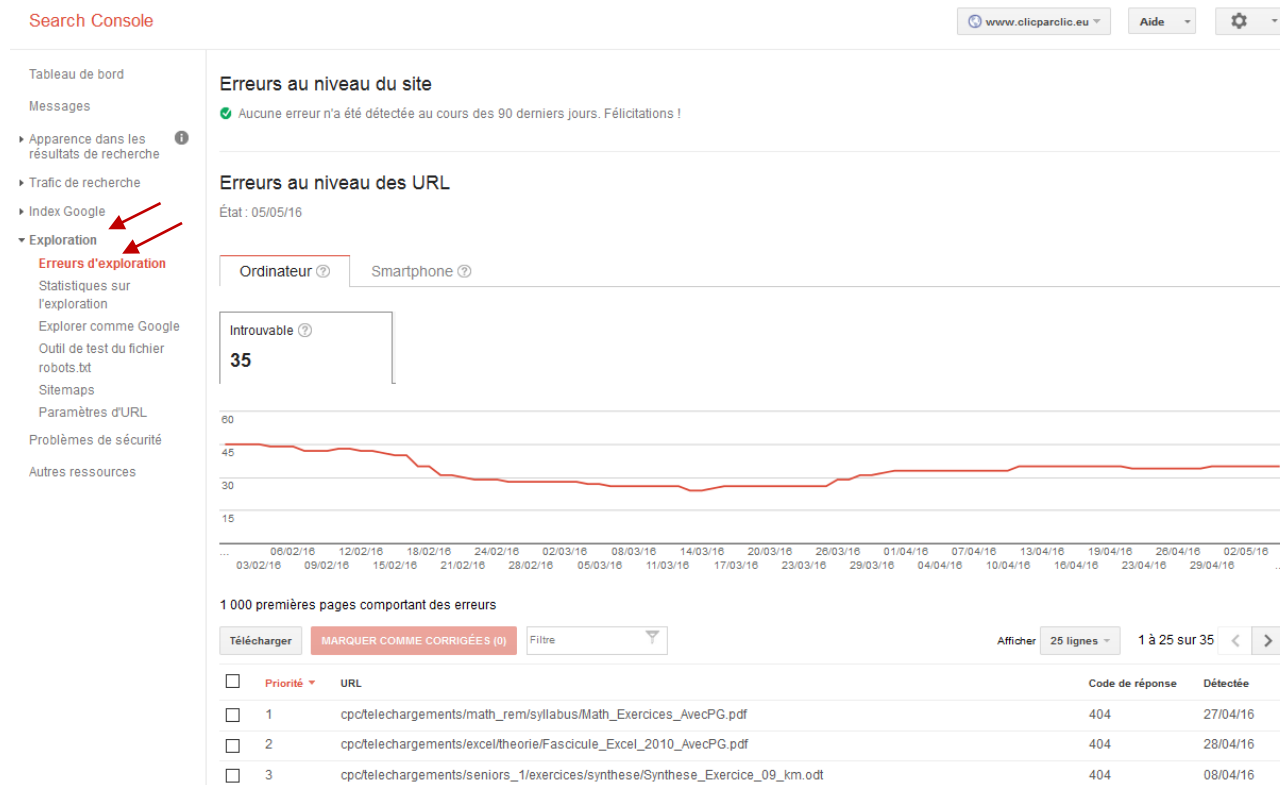 Search Console
www.clicparclic.eu
Aide
Tableau de bord
Messages
Apparence dans les
résultats de recherche
Trafic de recherche
Index Google
Exploration
Erreurs d'exploration
Statistiques sur
l'exploration
Explorer comme Google
Outil de test du fichier
robots.txt
Sitemaps
Paramètres d'URL
Problèmes de sécurité
Autres ressources
Erreurs au niveau du site
Aucune erreur n'a été détectée au cours des 90 derniers jours. Félicitations !
Erreurs au niveau des URL
État : 05/05/16
Ordinateur ?
Smartphone ?
Introuvable ?
35
60
45
30
15
... 06/02/16 12/02/16 18/02/16 24/02/16 02/03/16 08/03/16 14/03/16 20/03/16 26/03/16 01/04/16 07/04/16 13/04/16 19/04/16 26/04/16 02/05/16
03/02/16 09/02/16 15/02/16 21/02/16 28/02/16 05/03/16 11/03/16 17/03/16 23/03/16 29/03/16 04/04/16 10/04/16 16/04/16 23/04/16 29/04/16
1 000 premières pages comportant des erreurs
Télécharger MARQUER COMME CORRIGÉES (0) Filtre Afficher 25 lignes 1 à 25 sur 35
Priorité URL Code de réponse Détectée
1 cpc/telechargements/math_rem/syllabus/Math_Exercices_AvecPG.pdf 404 27/04/16
2 cpc/telechargements/excel/theorie/Fascicule_Excel_2010_AvecPG.pdf 404 28/04/16
3 cpc/telechargements/seniors_1/exercices/synthese/Synthese_Exercice_09_km.odt 404 08/04/16